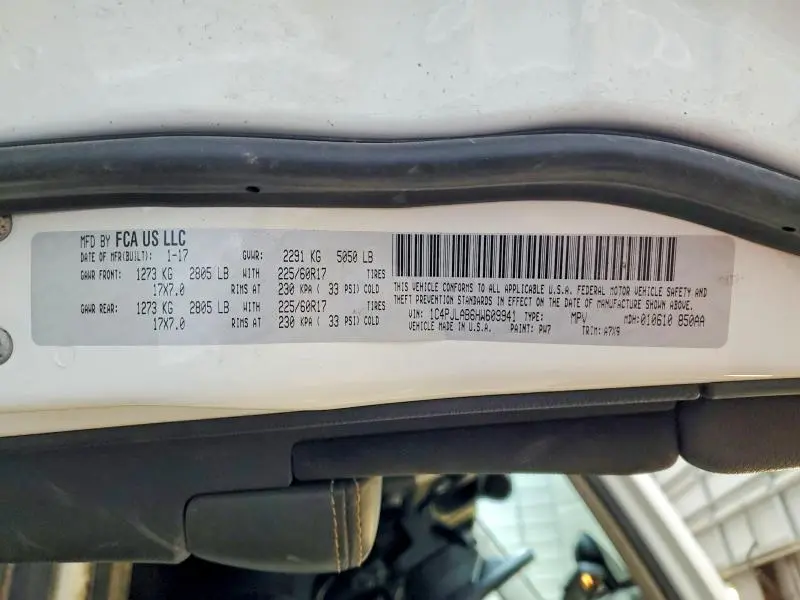 MFD BY FCA US LLC
DATE OF MFR(BUILT): 1-17 GVWR: 2291 KG 5050 LB
GAWR FRONT: 1273 KG 2805 LB WITH 225/60R17 TIRES
17X7.0 RIMS AT 230 KPA ( 33 PSI) COLD
GAWR REAR: 1273 KG 2805 LB WITH 225/60R17 TIRES
17X7.0 RIMS AT 230 KPA ( 33 PSI) COLD
THIS VEHICLE CONFORMS TO ALL APPLICABLE U.S.A. FEDERAL MOTOR VEHICLE SAFETY AND
THEFT PREVENTION STANDARDS IN EFFECT ON THE DATE OF MANUFACTURE SHOWN ABOVE.
VIN: 1C4PJLAB6HW609941 TYPE: MPV MDH: 010610 850AA
MADE IN U.S.A. PAINT: PW7 TRIM: A7X9